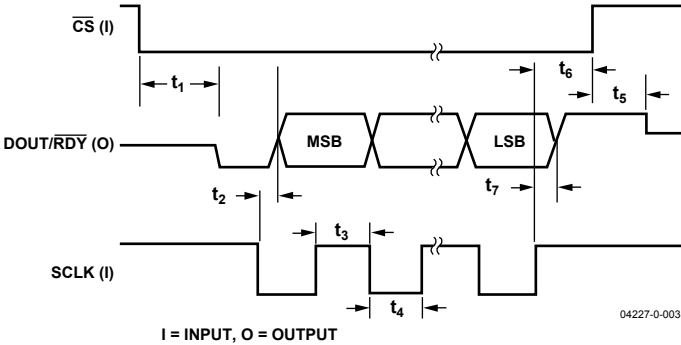 CS (I)
t1
t6
t5
DOUT/RDY (O)
MSB
LSB
t2
t7
t3
SCLK (I)
t4
04227-0-003
I = INPUT, O = OUTPUT